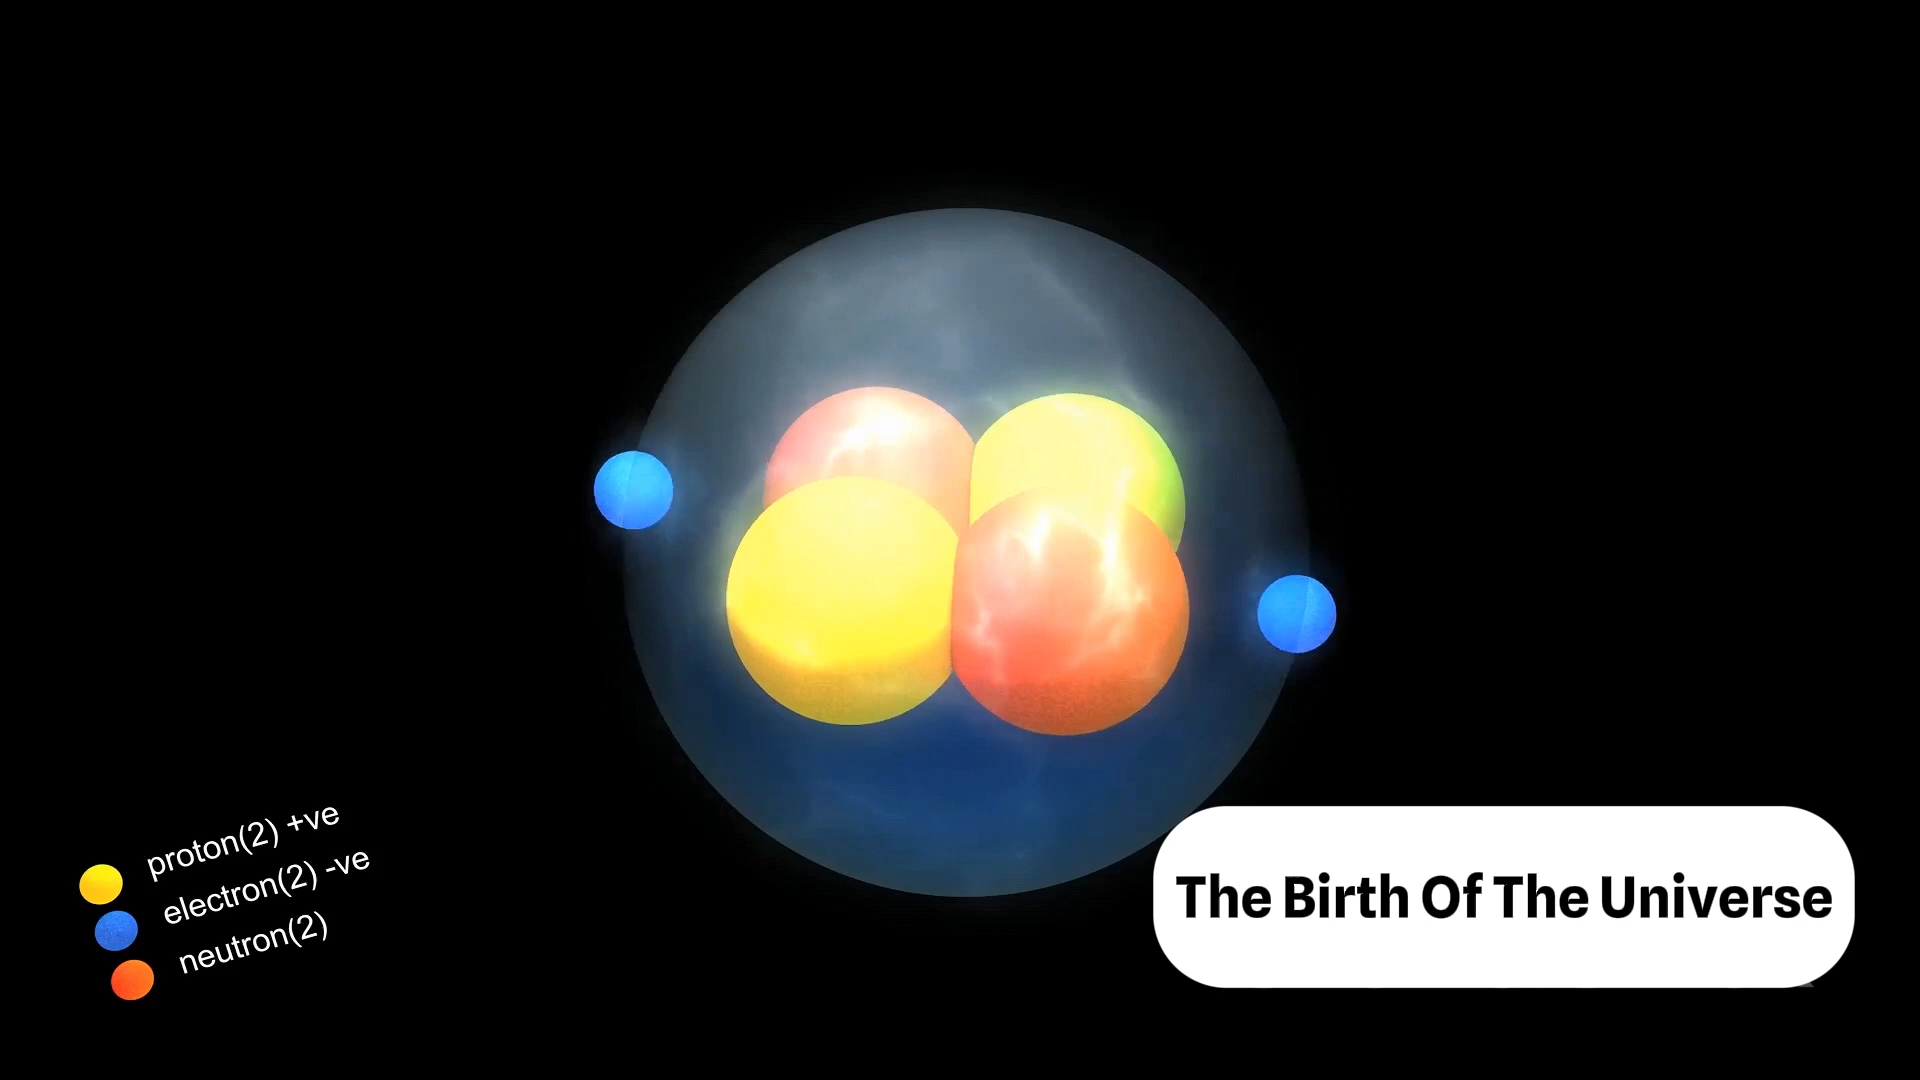 proton(2) +ve
electron(2) -ve
neutron(2)
The Birth Of The Universe